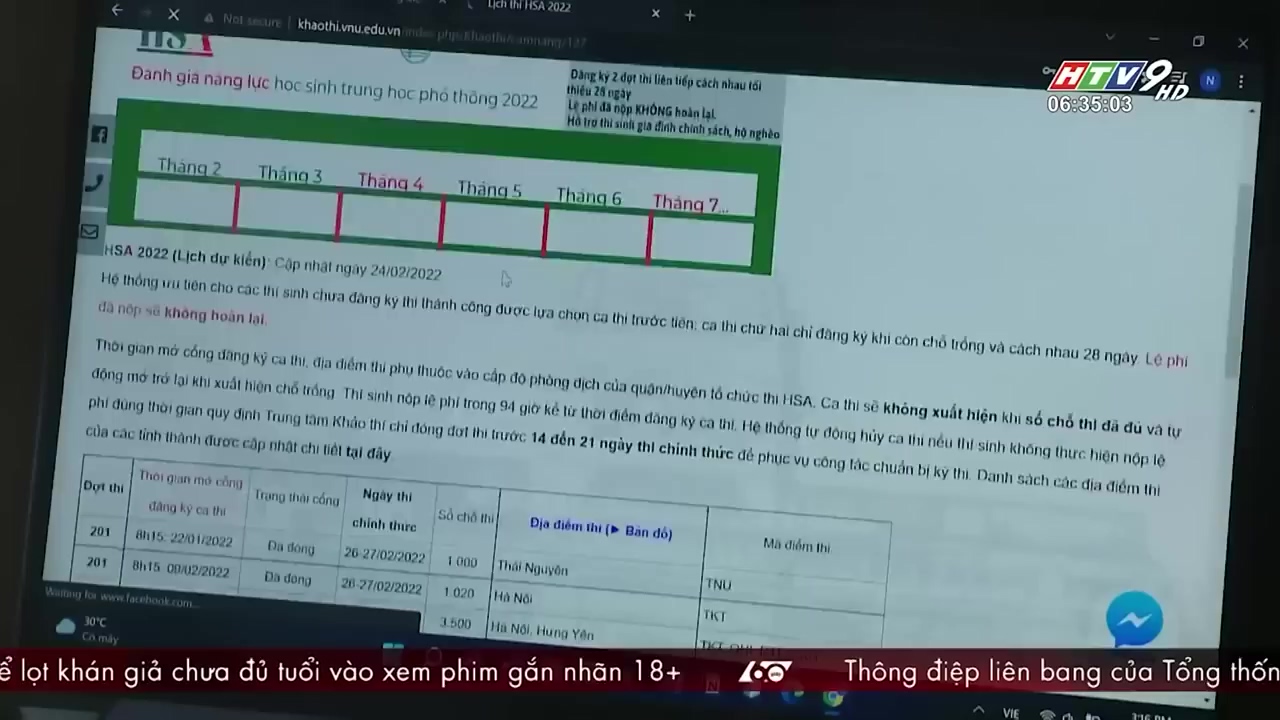 Lịch thi HSA 2022
Not secure
khaothi.vnu.edu.vn/index.php/khaothi/camnang/137
HSA
Đánh giá năng lực học sinh trung học phổ thông 2022
Đăng ký 2 đợt thi liên tiếp cách nhau tối
thiểu 28 ngày
Lệ phí đã nộp KHÔNG hoàn lại.
Hỗ trợ thí sinh gia đình chính sách, hộ nghèo
HTV9 HD
06:35:03
N
Tháng 2
Tháng 3
Tháng 4
Tháng 5
Tháng 6
Tháng 7...
HSA 2022 (Lịch dự kiến): Cập nhật ngày 24/02/2022
Hệ thống ưu tiên cho các thí sinh chưa đăng ký thi thành công được lựa chọn ca thi trước tiên; ca thi chữ hai chỉ đăng ký khi còn chỗ trống và cách nhau 28 ngày. Lệ phí
đã nộp sẽ không hoàn lại.
Thời gian mở cổng đăng ký ca thi, địa điểm thi phụ thuộc vào cấp độ phòng dịch của quận/huyện tổ chức thi HSA. Ca thi sẽ không xuất hiện khi số chỗ thi đã đủ và tự
động mở trở lại khi xuất hiện chỗ trống. Thí sinh nộp lệ phí trong 94 giờ kể từ thời điểm đăng ký ca thi. Hệ thống tự động hủy ca thi nếu thí sinh không thực hiện nộp lệ
phí đúng thời gian quy định Trung tâm Khảo thí chỉ đóng đợt thi trước 14 đến 21 ngày thi chính thức để phục vụ công tác chuẩn bị kỳ thi. Danh sách các địa điểm thi
của các tỉnh thành được cập nhật chi tiết tại đây
Đợt thi
Thời gian mở cổng
đăng ký ca thi
Trạng thái cổng
Ngày thi
chính thức
Số chỗ thi
Địa điểm thi (► Bản đồ)
Mã điểm thi
201 8h15: 22/01/2022 Đã đóng 26-27/02/2022 1.000 Thái Nguyên TNU
201 8h15: 09/02/2022 Đã đóng 26-27/02/2022 1.020 Hà Nội TKT
3.500 Hà Nội, Hưng Yên
Waiting for www.facebook.com...
30°C
Có mây
ể lọt khán giả chưa đủ tuổi vào xem phim gắn nhãn 18+
60
Thông điệp liên bang của Tổng thốn
VIE
3:16 PM